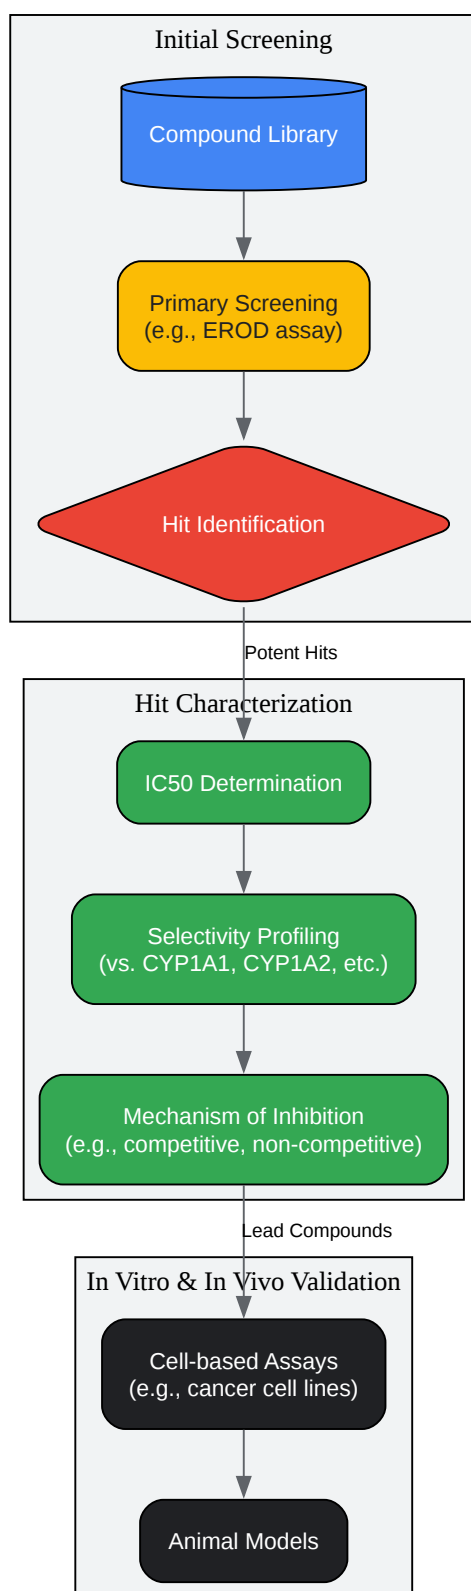 Initial Screening
Compound Library
Primary Screening
(e.g., EROD assay)
Hit Identification
Potent Hits
Hit Characterization
IC50 Determination
Selectivity Profiling
(vs. CYP1A1, CYP1A2, etc.)
Mechanism of Inhibition
(e.g., competitive, non-competitive)
Lead Compounds
In Vitro & In Vivo Validation
Cell-based Assays
(e.g., cancer cell lines)
Animal Models